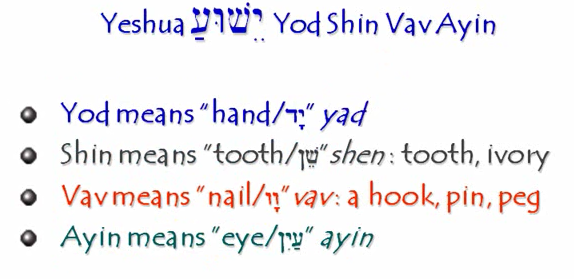 Yeshua יֵשׁוּעַ Yod Shin Vav Ayin
Yod means "hand/יָד" yad
Shin means "tooth/שֵׁן" shen: tooth, ivory
Vav means "nail/וָו" vav: a hook, pin, peg
Ayin means "eye/עַיִן" ayin